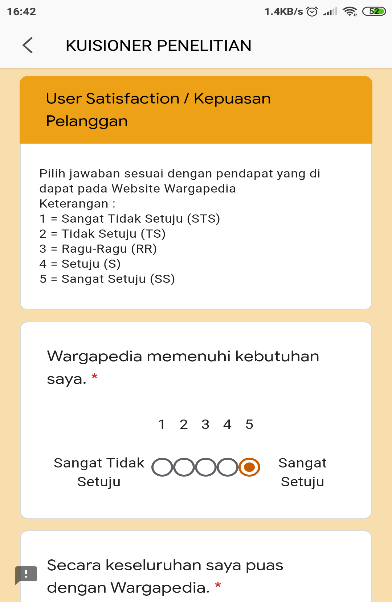 16:42
1.4KB/s
52
KUISIONER PENELITIAN
User Satisfaction / Kepuasan
Pelanggan
Pilih jawaban sesuai dengan pendapat yang di
dapat pada Website Wargapedia
Keterangan :
1 = Sangat Tidak Setuju (STS)
2 = Tidak Setuju (TS)
3 = Ragu-Ragu (RR)
4 = Setuju (S)
5 = Sangat Setuju (SS)
Wargapedia memenuhi kebutuhan
saya. *
1 2 3 4 5
Sangat Tidak
Setuju
Sangat
Setuju
Secara keseluruhan saya puas
dengan Wargapedia. *